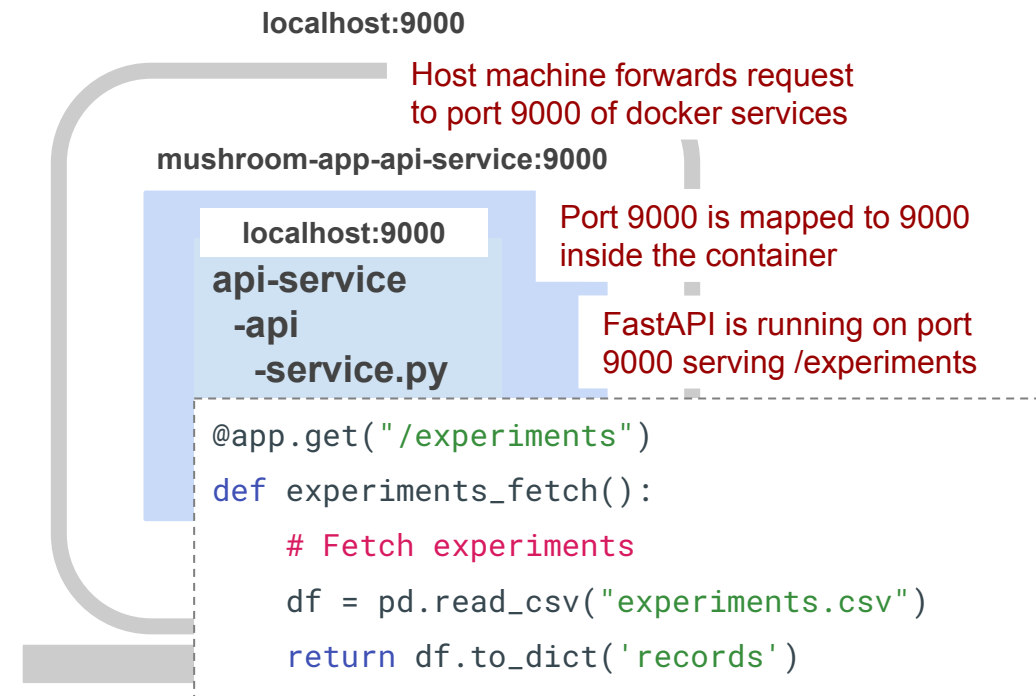 localhost:9000
Host machine forwards request
to port 9000 of docker services
mushroom-app-api-service:9000
Port 9000 is mapped to 9000
inside the container
localhost:9000
api-service
-api
-service.py
FastAPI is running on port
9000 serving /experiments
@app.get("/experiments")
def experiments_fetch():
    # Fetch experiments
    df = pd.read_csv("experiments.csv")
    return df.to_dict('records')